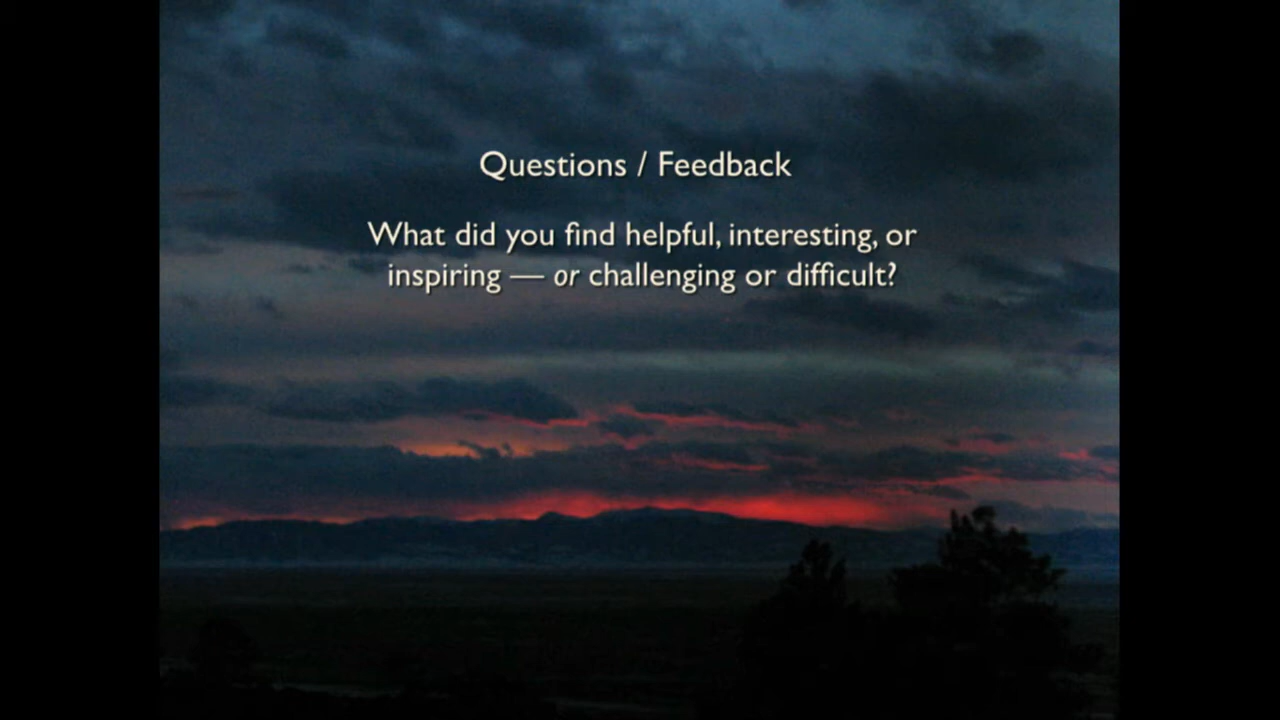 Questions / Feedback
What did you find helpful, interesting, or
inspiring — or challenging or difficult?